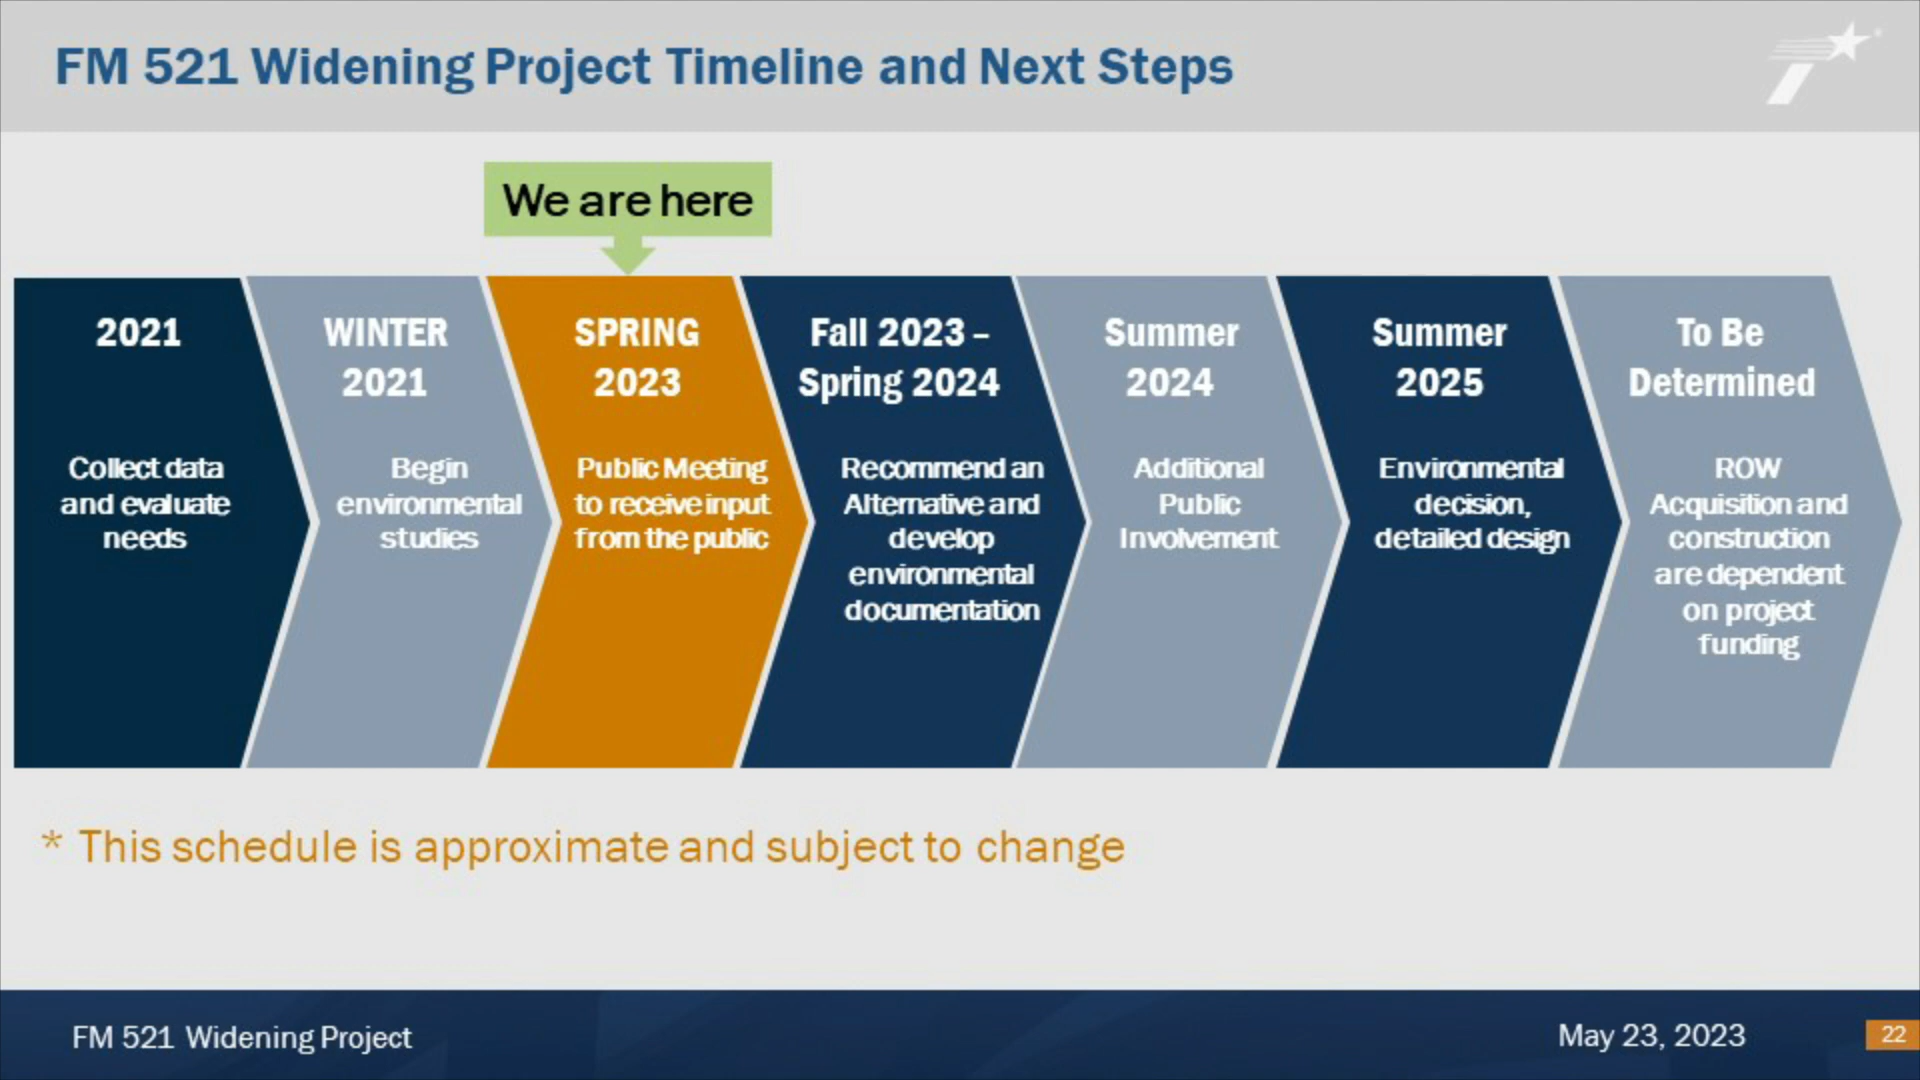 FM 521 Widening Project Timeline and Next Steps
We are here
2021
Collect data
and evaluate
needs
WINTER
2021
Begin
environmental
studies
SPRING
2023
Public Meeting
to receive input
from the public
Fall 2023 –
Spring 2024
Recommend an
Alternative and
develop
environmental
documentation
Summer
2024
Additional
Public
Involvement
Summer
2025
Environmental
decision,
detailed design
To Be
Determined
ROW
Acquisition and
construction
are dependent
on project
funding
* This schedule is approximate and subject to change
FM 521 Widening Project
May 23, 2023
22